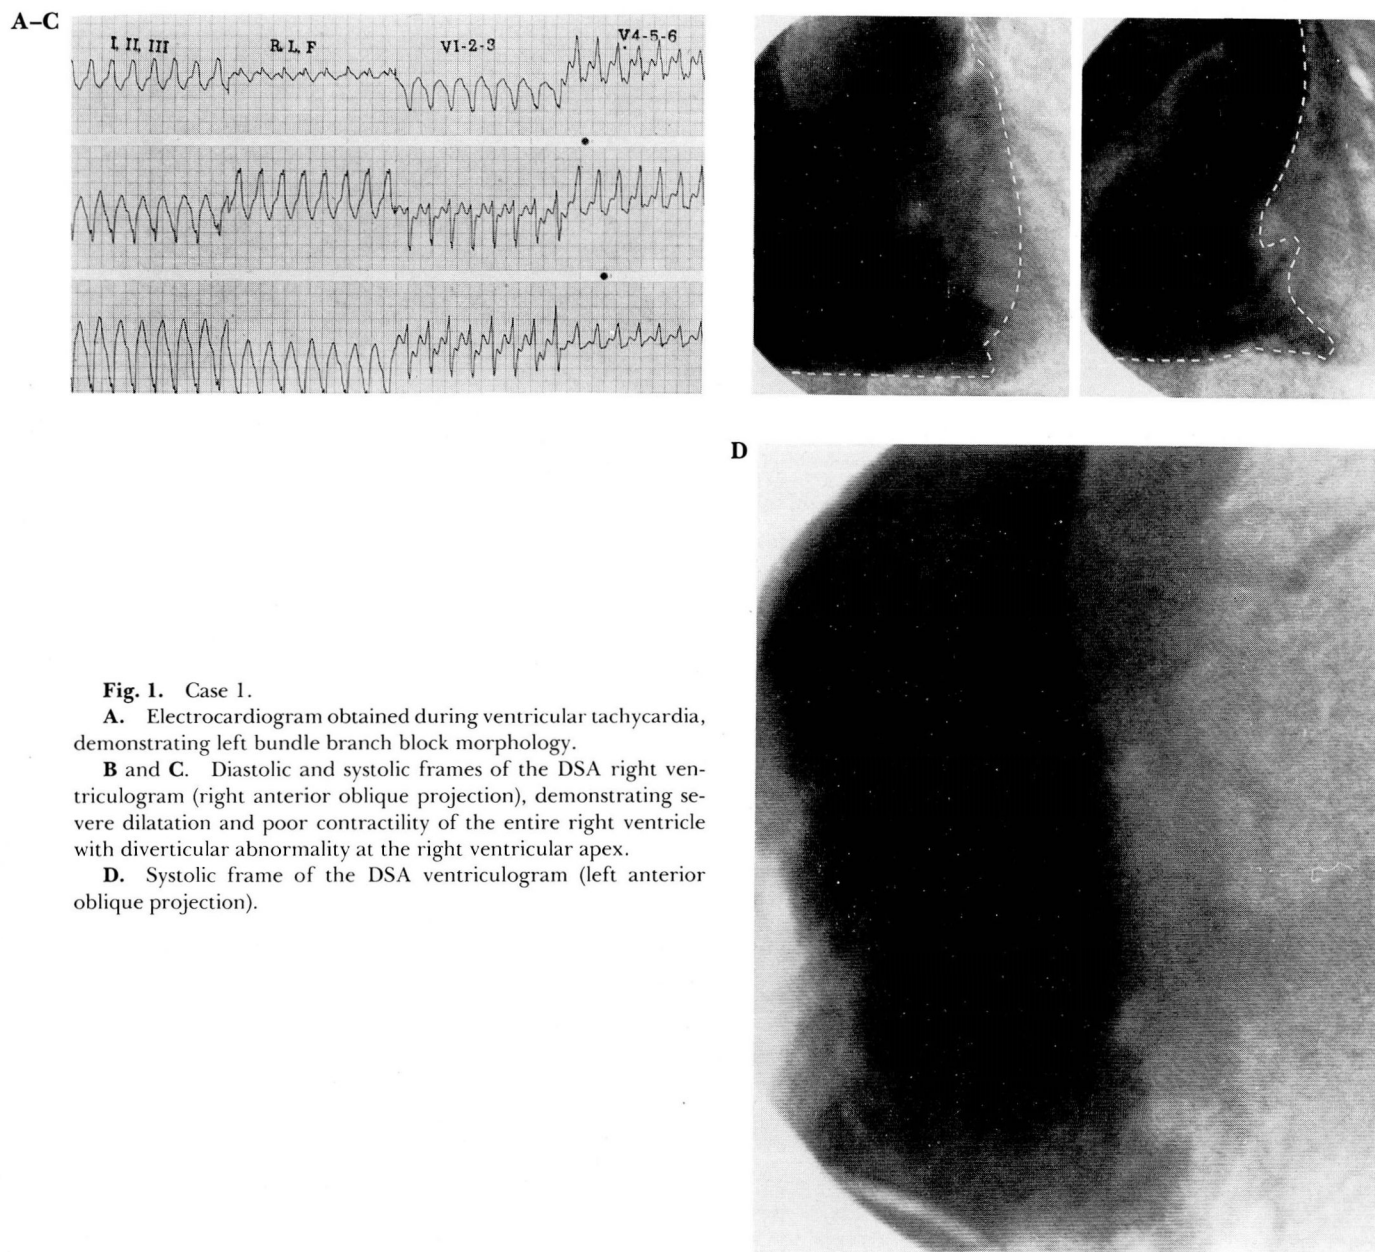 A–C
I, II, III
R L F
V1-2-3
V4-5-6
D
Fig. 1. Case 1.
A. Electrocardiogram obtained during ventricular tachycardia,
demonstrating left bundle branch block morphology.
B and C. Diastolic and systolic frames of the DSA right ven-
triculogram (right anterior oblique projection), demonstrating se-
vere dilatation and poor contractility of the entire right ventricle
with diverticular abnormality at the right ventricular apex.
D. Systolic frame of the DSA ventriculogram (left anterior
oblique projection).